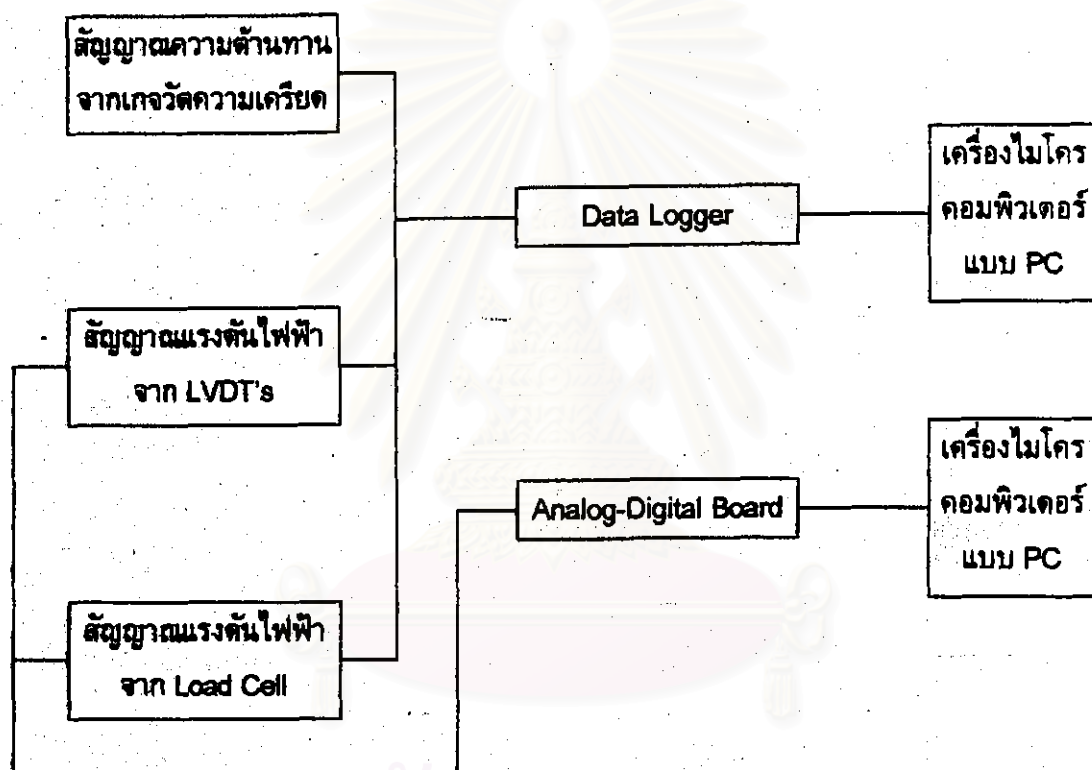 สัญญาณความต้านทาน
จากเกจวัดความเครียด
Data Logger
เครื่องไมโคร
คอมพิวเตอร์
แบบ PC
สัญญาณแรงดันไฟฟ้า
จาก LVDT's
Analog-Digital Board
เครื่องไมโคร
คอมพิวเตอร์
แบบ PC
สัญญาณแรงดันไฟฟ้า
จาก Load Cell